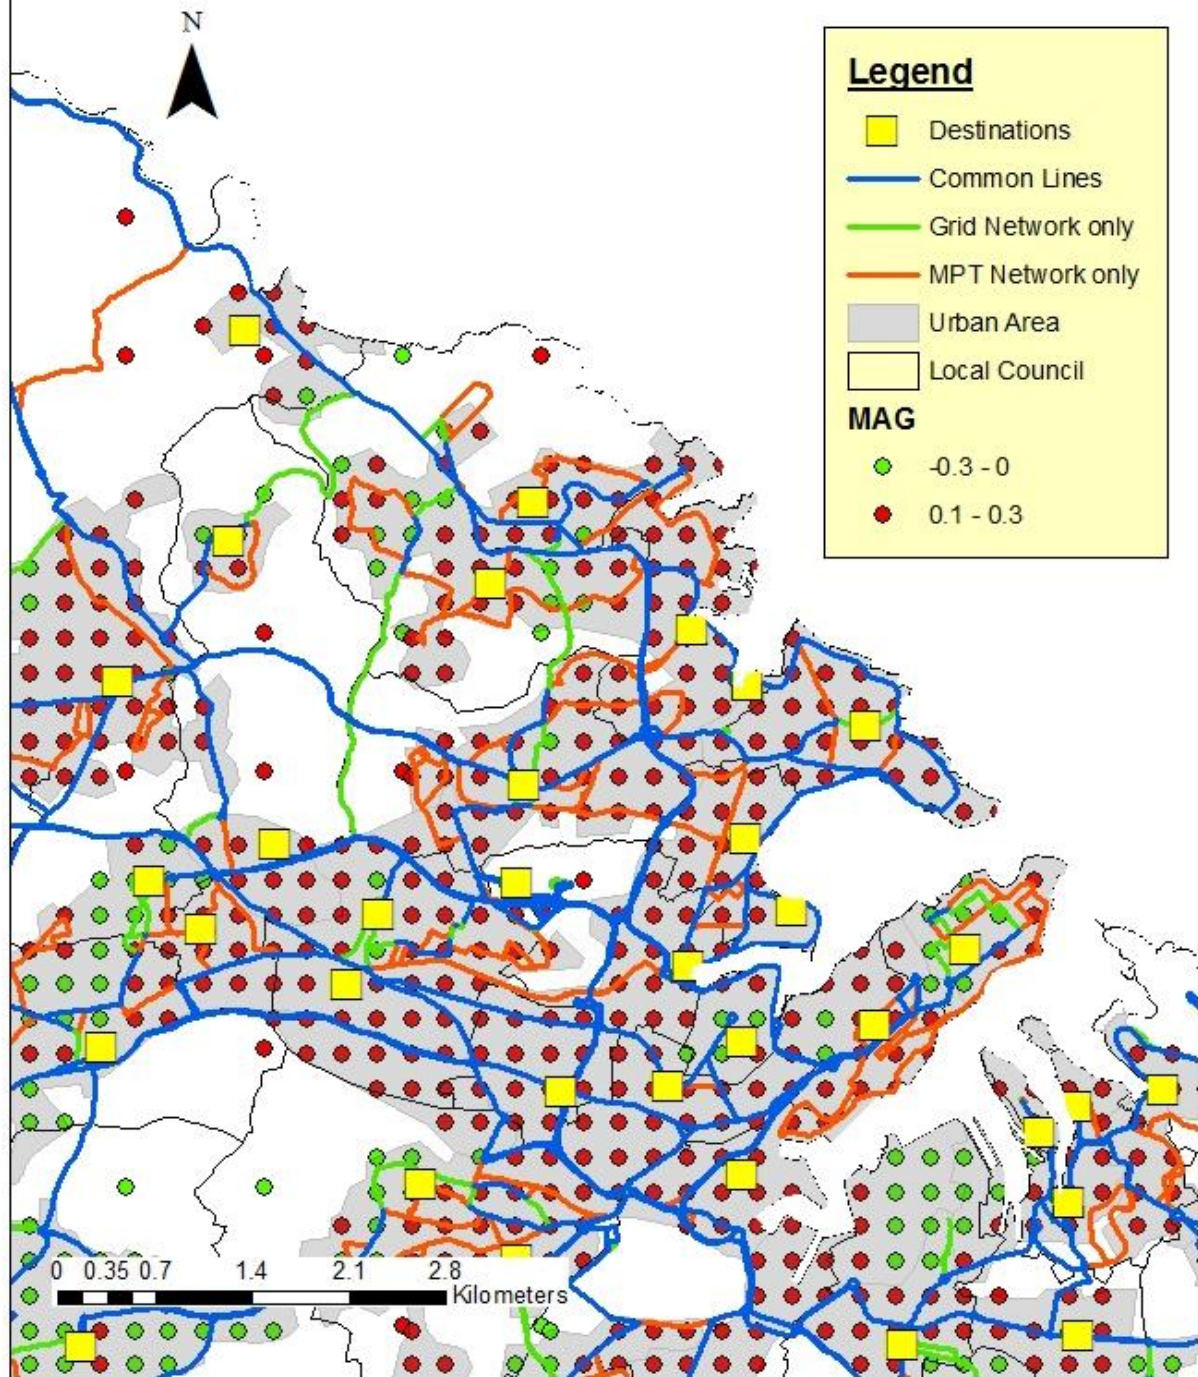 N
Legend
Destinations
Common Lines
Grid Network only
MPT Network only
Urban Area
Local Council
MAG
-0.3 - 0
0.1 - 0.3
0 0.35 0.7 1.4 2.1 2.8
Kilometers